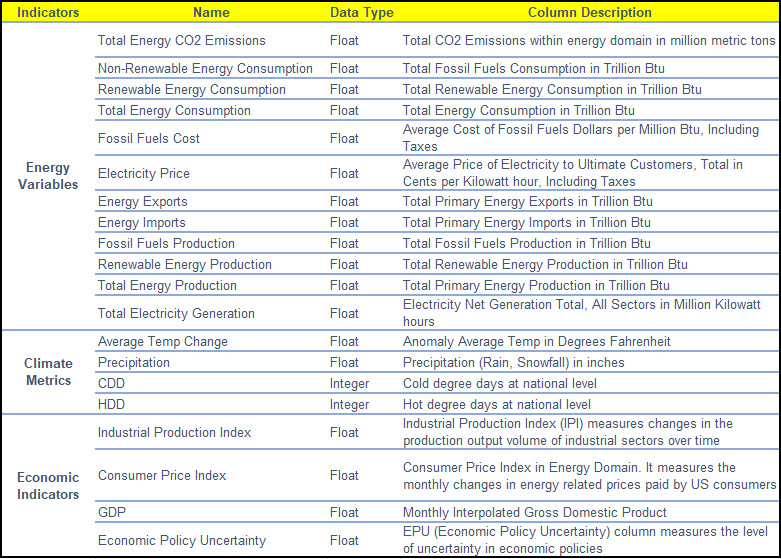 Indicators Name Data Type Column Description
Energy Variables
Total Energy CO2 Emissions Float Total CO2 Emissions within energy domain in million metric tons
Non-Renewable Energy Consumption Float Total Fossil Fuels Consumption in Trillion Btu
Renewable Energy Consumption Float Total Renewable Energy Consumption in Trillion Btu
Total Energy Consumption Float Total Energy Consumption in Trillion Btu
Fossil Fuels Cost Float Average Cost of Fossil Fuels Dollars per Million Btu, Including
Taxes
Electricity Price Float Average Price of Electricity to Ultimate Customers, Total in
Cents per Kilowatt hour, Including Taxes
Energy Exports Float Total Primary Energy Exports in Trillion Btu
Energy Imports Float Total Primary Energy Imports in Trillion Btu
Fossil Fuels Production Float Total Fossil Fuels Production in Trillion Btu
Renewable Energy Production Float Total Renewable Energy Production in Trillion Btu
Total Energy Production Float Total Primary Energy Production in Trillion Btu
Total Electricity Generation Float Electricity Net Generation Total, All Sectors in Million Kilowatt
hours
Climate Metrics
Average Temp Change Float Anomaly Average Temp in Degrees Fahrenheit
Precipitation Float Precipitation (Rain, Snowfall) in inches
CDD Integer Cold degree days at national level
HDD Integer Hot degree days at national level
Economic Indicators
Industrial Production Index Float Industrial Production Index (IPI) measures changes in the
production output volume of industrial sectors over time
Consumer Price Index Float Consumer Price Index in Energy Domain. It measures the
monthly changes in energy related prices paid by US consumers
GDP Float Monthly Interpolated Gross Domestic Product
Economic Policy Uncertainty Float EPU (Economic Policy Uncertainty) column measures the level
of uncertainty in economic policies